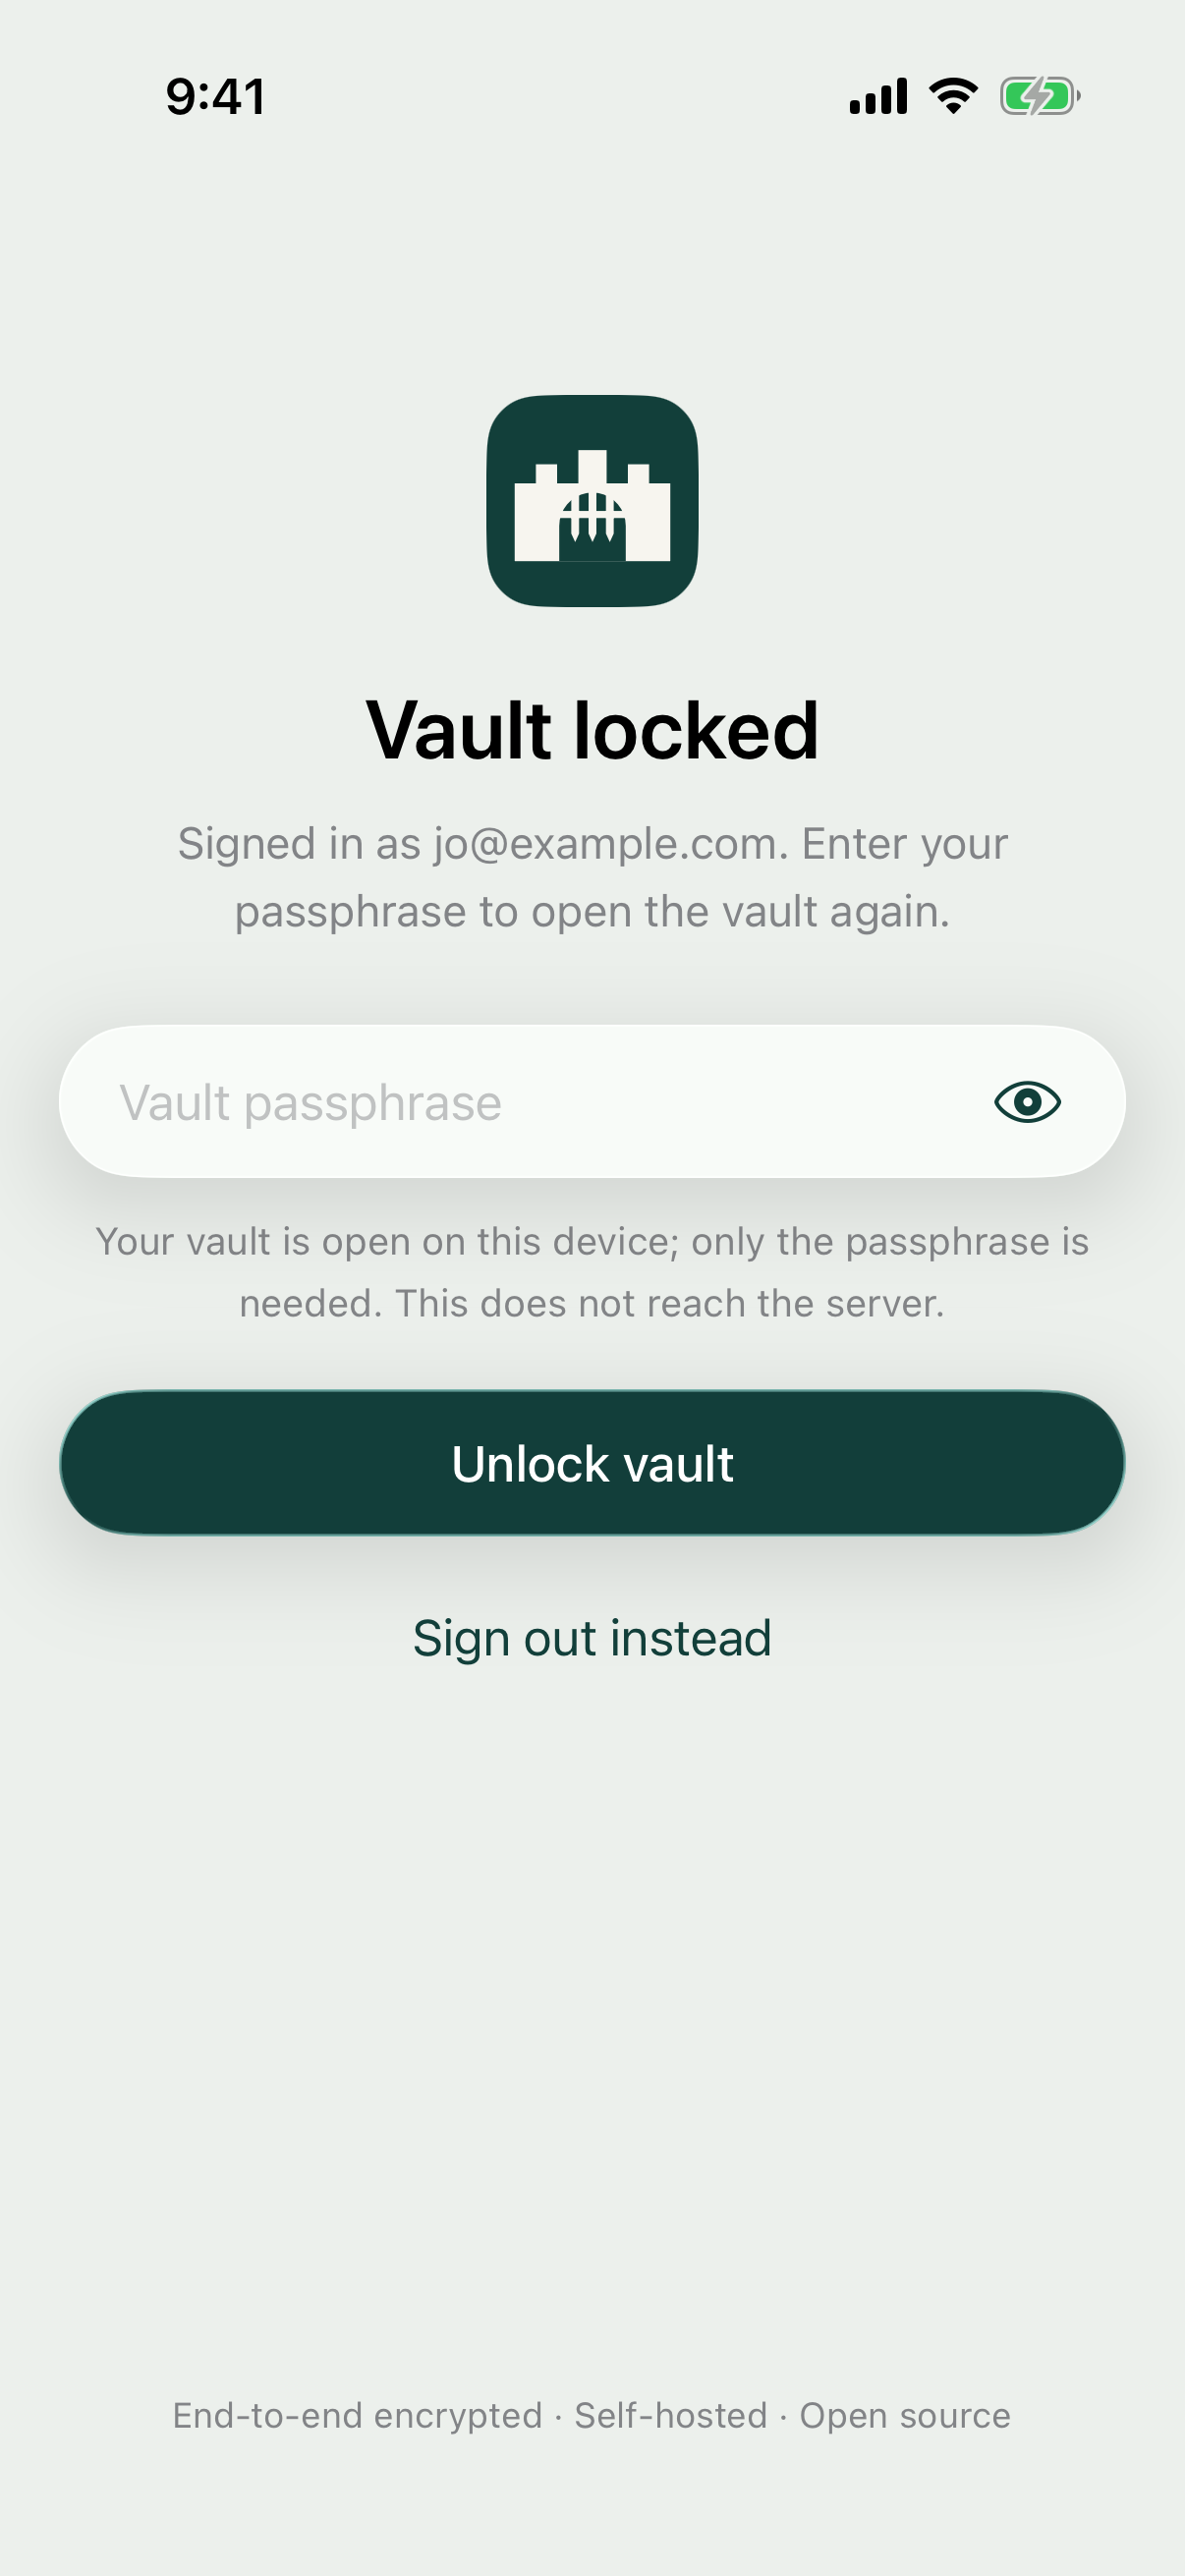 9:41
Vault locked
Signed in as jo@example.com. Enter your
passphrase to open the vault again.
Vault passphrase
Your vault is open on this device; only the passphrase is
needed. This does not reach the server.
Unlock vault
Sign out instead
End-to-end encrypted · Self-hosted · Open source